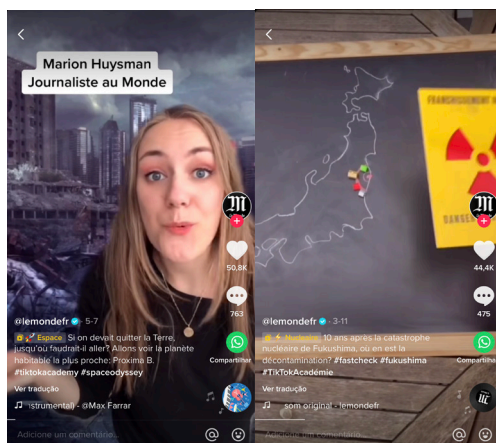 Marion Huysman
Journaliste au Monde
50,8K
763
@lemondefr · 5-7
Espace Si on devait quitter la Terre,
jusqu'où faudrait-il aller? Allons voir la planète
habitable la plus proche: Proxima B.
#tiktokacademy #spaceodyssey
Compartilhar
Ver tradução
strumental) - @Max Farrar
Adicione um comentário...
DANGE
44,4K
475
@lemondefr · 3-11
Nucléaire 10 ans après la catastrophe
nucléaire de Fukushima, où en est la
décontamination? #fastcheck #fukushima
#TikTokAcadémie
Compartilhar
Ver tradução
som original - lemondefr
Adicione um comentário...